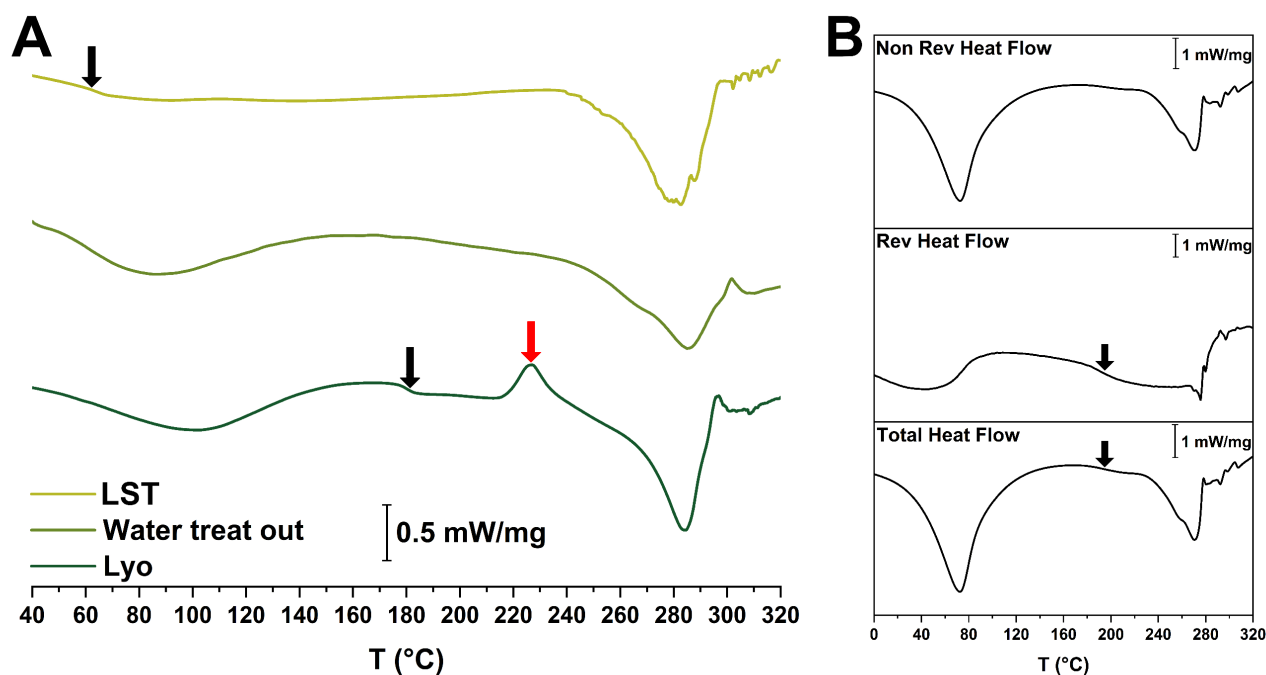 A
LST
Water treat out
Lyo
0.5 mW/mg
40 60 80 100 120 140 160 180 200 220 240 260 280 300 320
T (°C)
B
Non Rev Heat Flow
1 mW/mg
Rev Heat Flow
1 mW/mg
Total Heat Flow
1 mW/mg
0 40 80 120 160 200 240 280 320
T (°C)